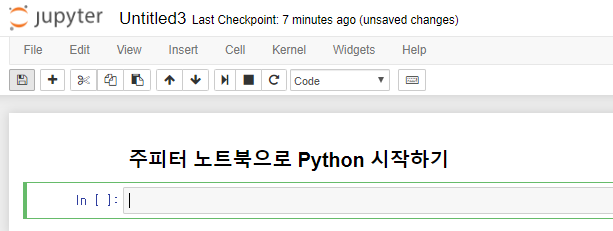 jupyter Untitled3 Last Checkpoint: 7 minutes ago (unsaved changes)
File Edit View Insert Cell Kernel Widgets Help
Code
주피터 노트북으로 Python 시작하기
In [ ]: